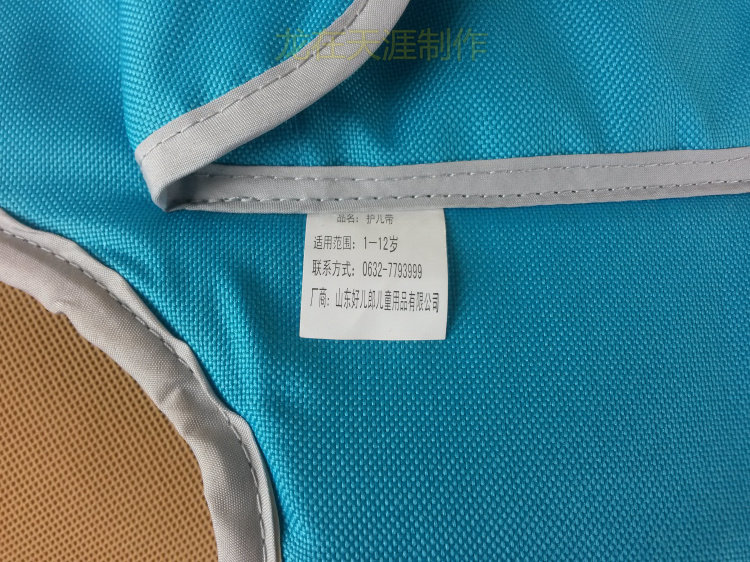 龙在天涯制作
品名：护儿带
适用范围：1—12岁
联系方式：0632-7793999
厂商：山东好儿郎儿童用品有限公司